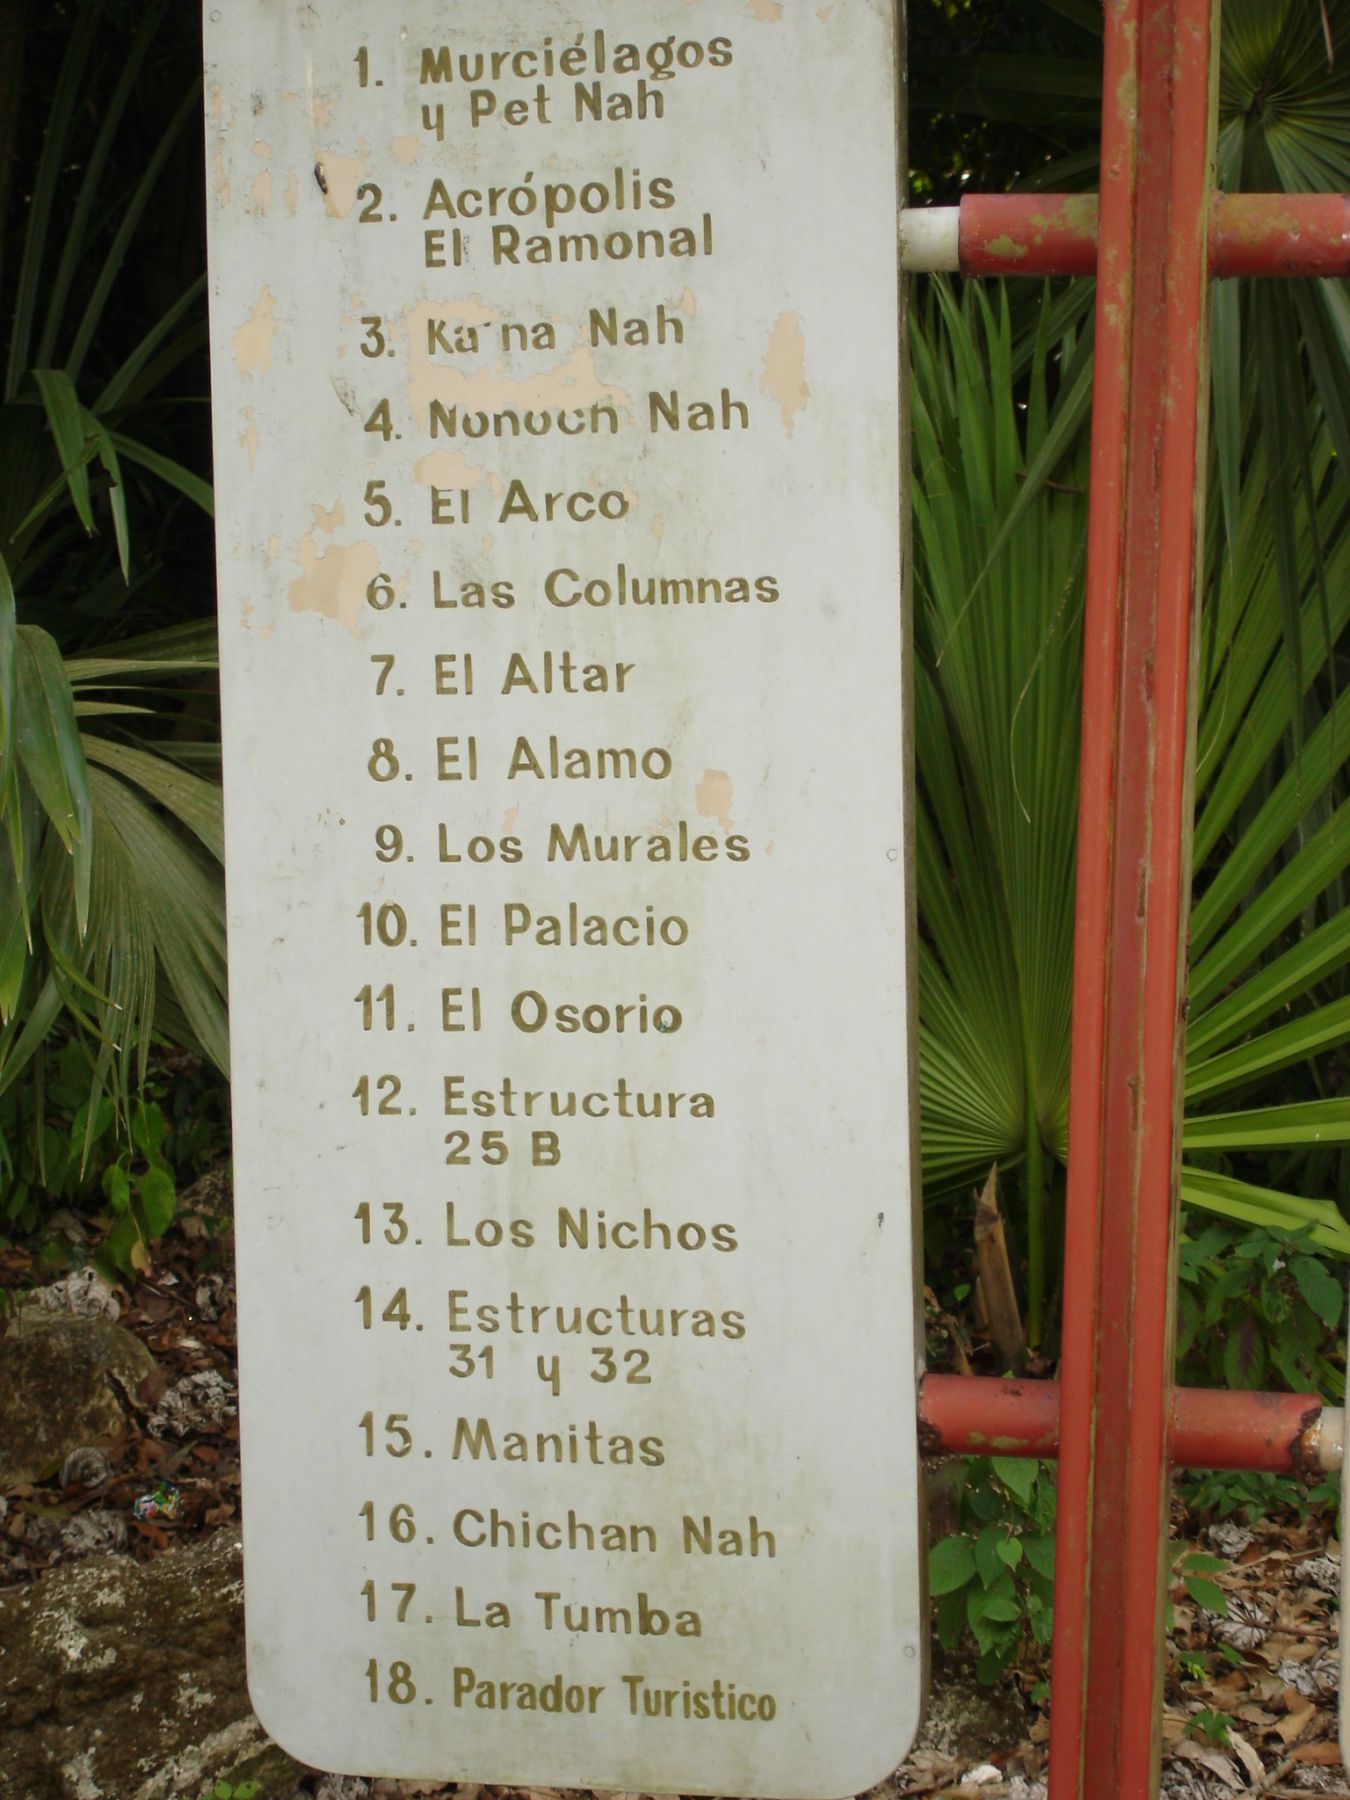 1. Murciélagos
y Pet Nah
2. Acrópolis
El Ramonal
3. Ka'na Nah
4. Nohoch Nah
5. El Arco
6. Las Columnas
7. El Altar
8. El Alamo
9. Los Murales
10. El Palacio
11. El Osorio
12. Estructura
25 B
13. Los Nichos
14. Estructuras
31 y 32
15. Manitas
16. Chichan Nah
17. La Tumba
18. Parador Turistico